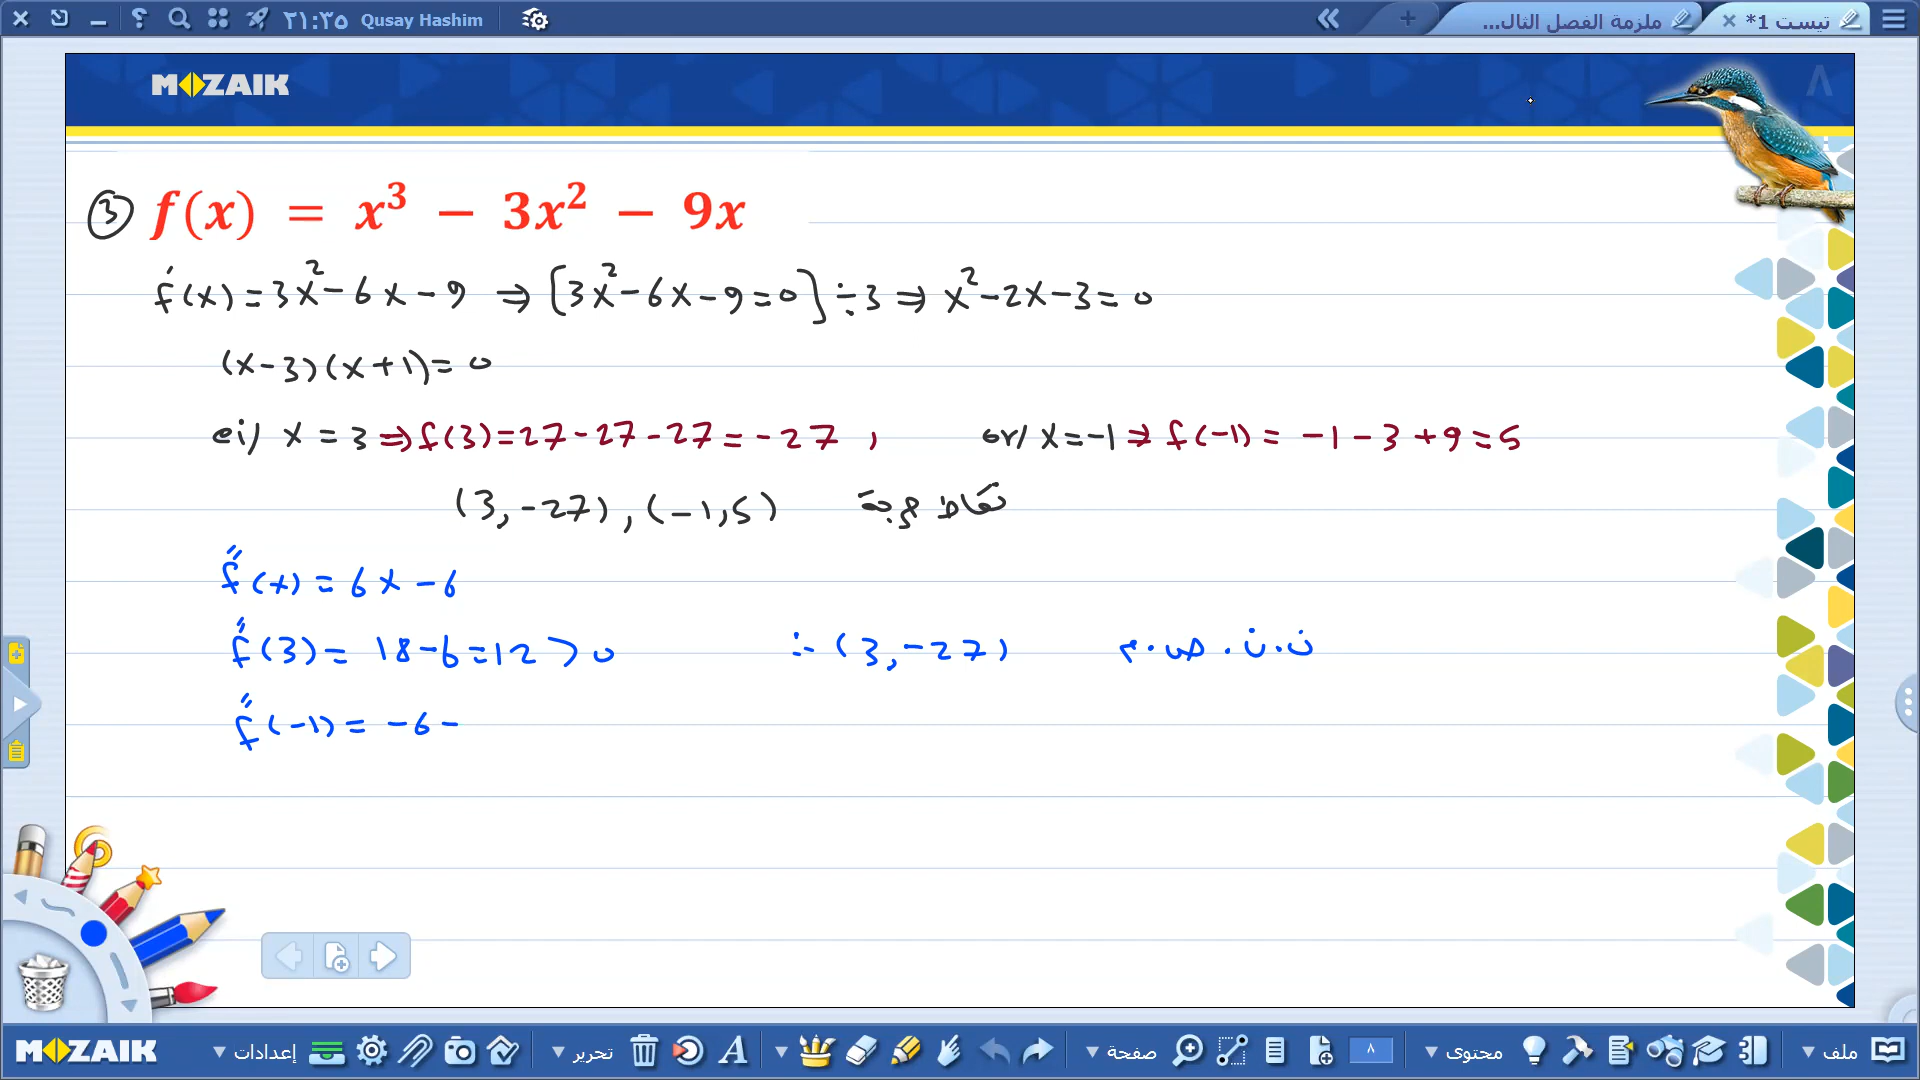 ٢١:٣٥ Qusay Hashim
ملزمة الفصل الثال...
تيست 1*
MOZAIK
٨
③ f(x) = x³ − 3x² − 9x
f́(x) = 3x² − 6x − 9 ⇒ [3x² − 6x − 9 = 0] ÷ 3 ⇒ x² − 2x − 3 = 0
(x − 3)(x + 1) = 0
ei/ x = 3 ⇒ f(3) = 27 − 27 − 27 = −27 , or/ x = −1 ⇒ f(−1) = −1 − 3 + 9 = 5
(3, −27), (−1, 5) نقاط حرجة
f″(x) = 6x − 6
f″(3) = 18 − 6 = 12 > 0 ∴ (3, −27) ن.ن.ص.م
f″(−1) = −6 −
MOZAIK
إعدادات
تحرير
صفحة
٨
محتوى
ملف